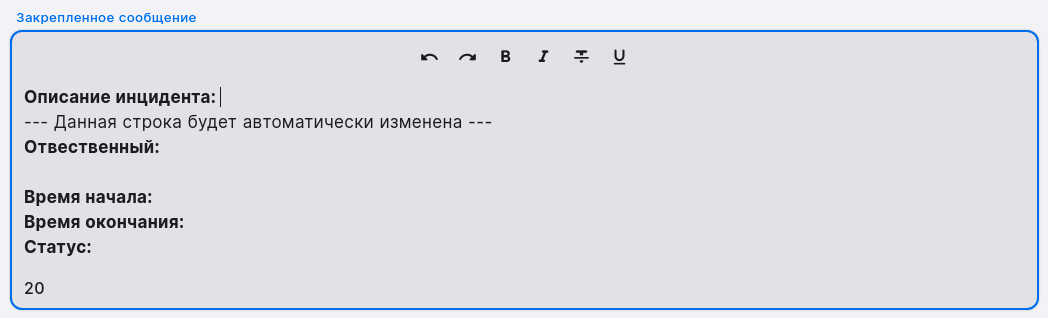 Закрепленное сообщение
B I T U
Описание инцидента:
--- Данная строка будет автоматически изменена ---
Отвественный:
Время начала:
Время окончания:
Статус:
20